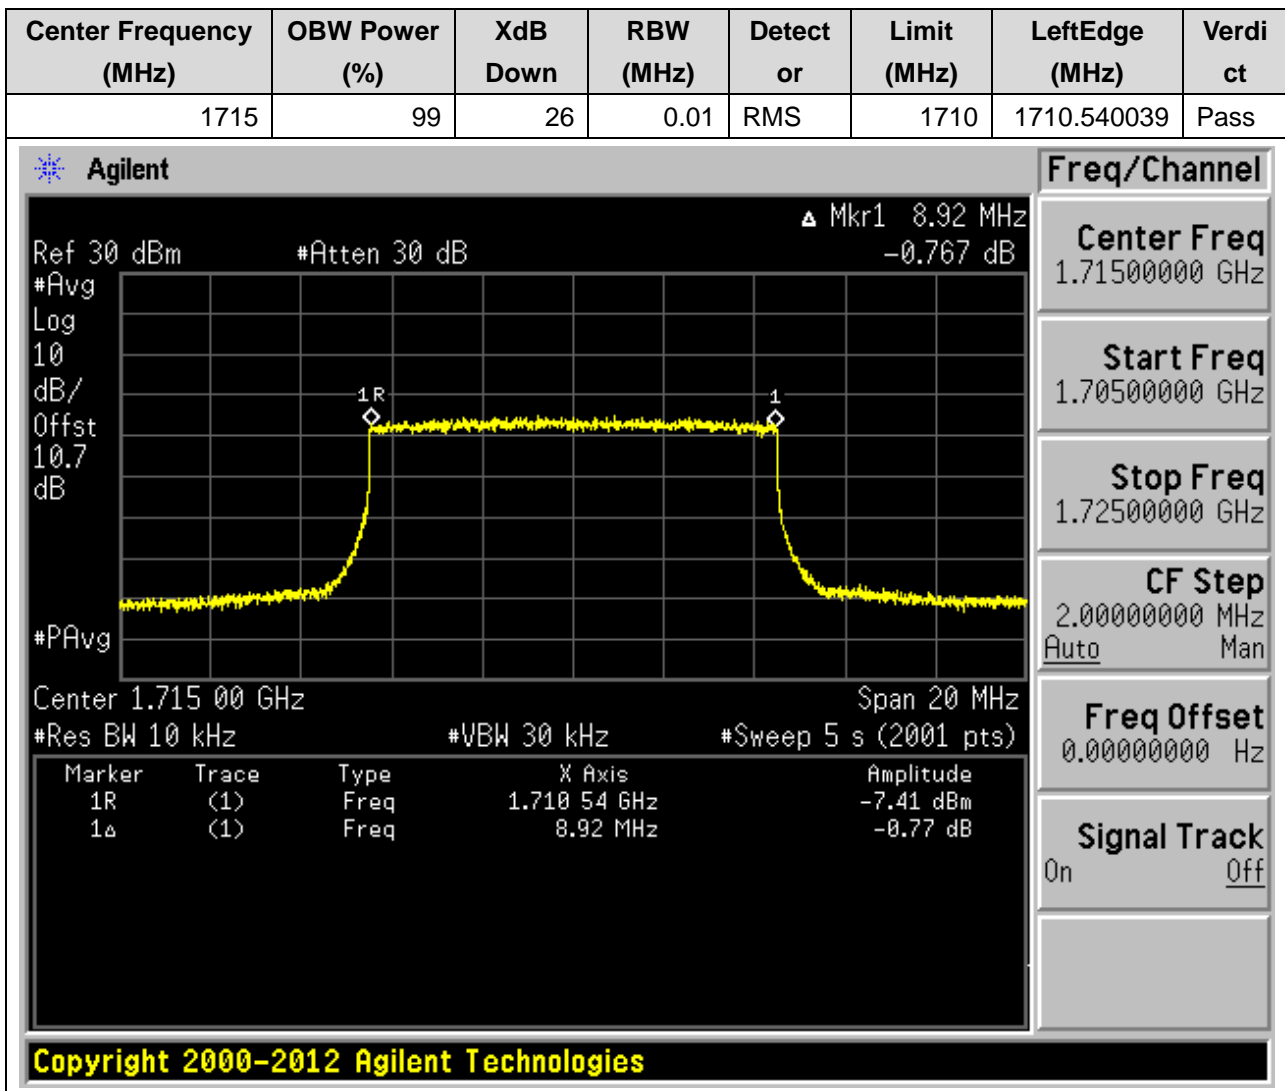 Center Frequency OBW Power XdB RBW Detect Limit LeftEdge Verdi
(MHz) (%) Down (MHz) or (MHz) (MHz) ct
1715 99 26 0.01 RMS 1710 1710.540039 Pass
Agilent Freq/Channel
Δ Mkr1 8.92 MHz
Ref 30 dBm #Atten 30 dB -0.767 dB
#Avg
Log
10
dB/
Offst
10.7
dB
#PAvg
1R 1
Center 1.715 00 GHz Span 20 MHz
#Res BW 10 kHz #VBW 30 kHz #Sweep 5 s (2001 pts)
Marker Trace Type X Axis Amplitude
1R (1) Freq 1.710 54 GHz -7.41 dBm
1Δ (1) Freq 8.92 MHz -0.77 dB
Center Freq
1.71500000 GHz
Start Freq
1.70500000 GHz
Stop Freq
1.72500000 GHz
CF Step
2.00000000 MHz
Auto Man
Freq Offset
0.00000000 Hz
Signal Track
On Off
Copyright 2000-2012 Agilent Technologies